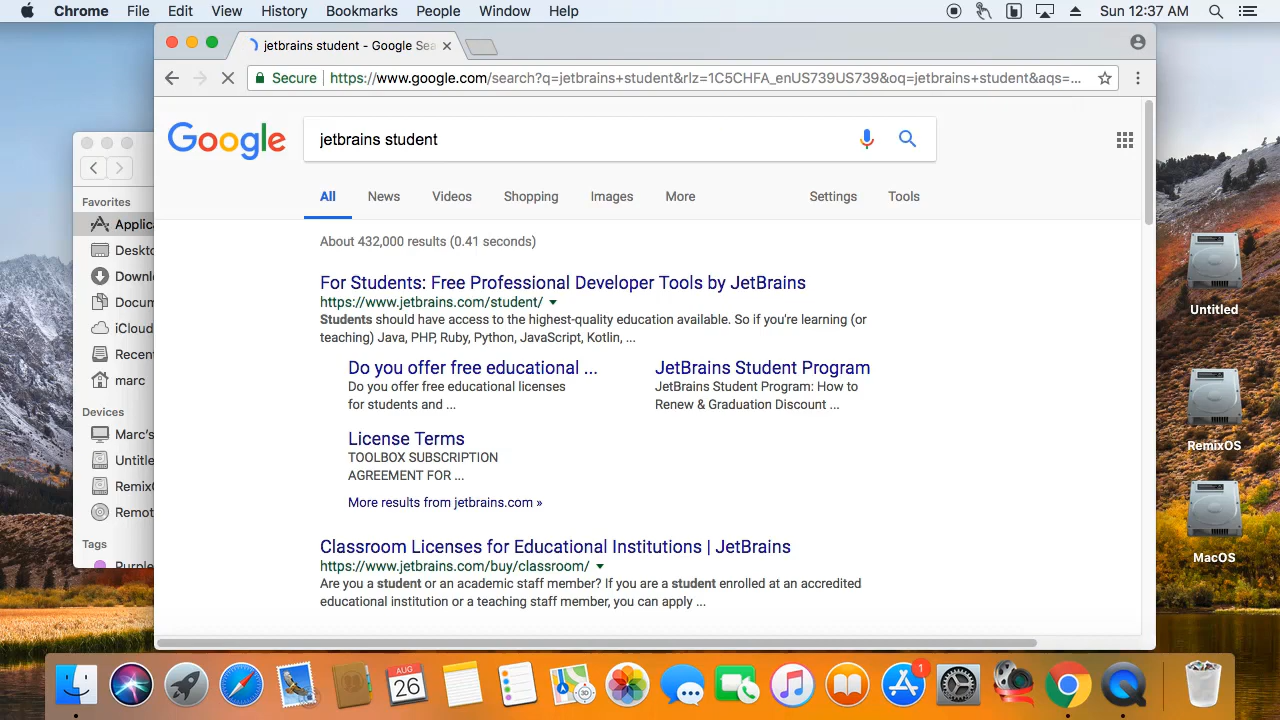 Chrome File Edit View History Bookmarks People Window Help
Sun 12:37 AM
jetbrains student - Google Sea
Secure https://www.google.com/search?q=jetbrains+student&rlz=1C5CHFA_enUS739US739&oq=jetbrains+student&aqs=...
Google
jetbrains student
All News Videos Shopping Images More Settings Tools
About 432,000 results (0.41 seconds)
For Students: Free Professional Developer Tools by JetBrains
https://www.jetbrains.com/student/
Students should have access to the highest-quality education available. So if you're learning (or
teaching) Java, PHP, Ruby, Python, JavaScript, Kotlin, ...
Do you offer free educational ...
Do you offer free educational licenses
for students and ...
JetBrains Student Program
JetBrains Student Program: How to
Renew & Graduation Discount ...
License Terms
TOOLBOX SUBSCRIPTION
AGREEMENT FOR ...
More results from jetbrains.com »
Classroom Licenses for Educational Institutions | JetBrains
https://www.jetbrains.com/buy/classroom/
Are you a student or an academic staff member? If you are a student enrolled at an accredited
educational institution or a teaching staff member, you can apply ...
Favorites
Applica
Deskto
Downl
Docum
iCloud
Recen
marc
Devices
Marc's
Untitle
RemixO
Remot
Tags
Purple
Untitled
RemixOS
MacOS
AUG
26
3D
1